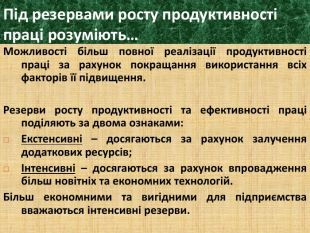 Під резервами росту продуктивності
праці розуміють…
Можливості більш повної реалізації продуктивності
праці за рахунок покращання використання всіх
факторів її підвищення.
Резерви росту продуктивності та ефективності праці
поділяють за двома ознаками:
Екстенсивні – досягаються за рахунок залучення
додаткових ресурсів;
Інтенсивні – досягаються за рахунок впровадження
більш новітніх та економних технологій.
Більш економними та вигідними для підприємства
вважаються інтенсивні резерви.